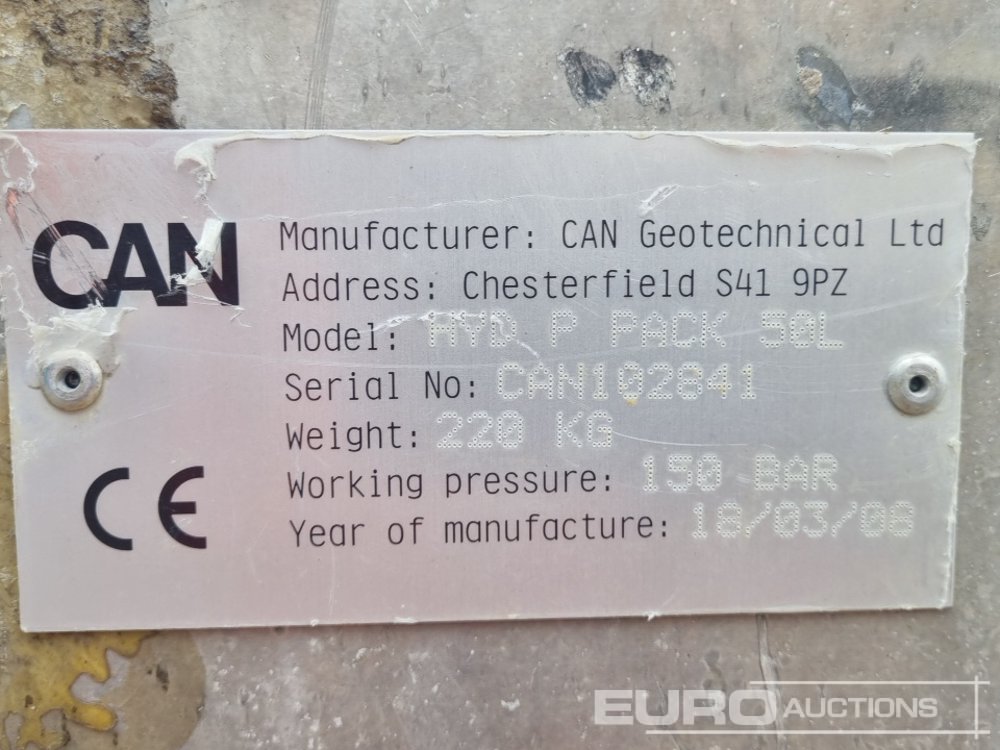 CAN
Manufacturer: CAN Geotechnical Ltd
Address: Chesterfield S41 9PZ
Model: HYD P PACK 50L
Serial No: CAN102841
Weight: 220 KG
Working pressure: 150 BAR
Year of manufacture: 18/03/08
CE
EURO AUCTIONS